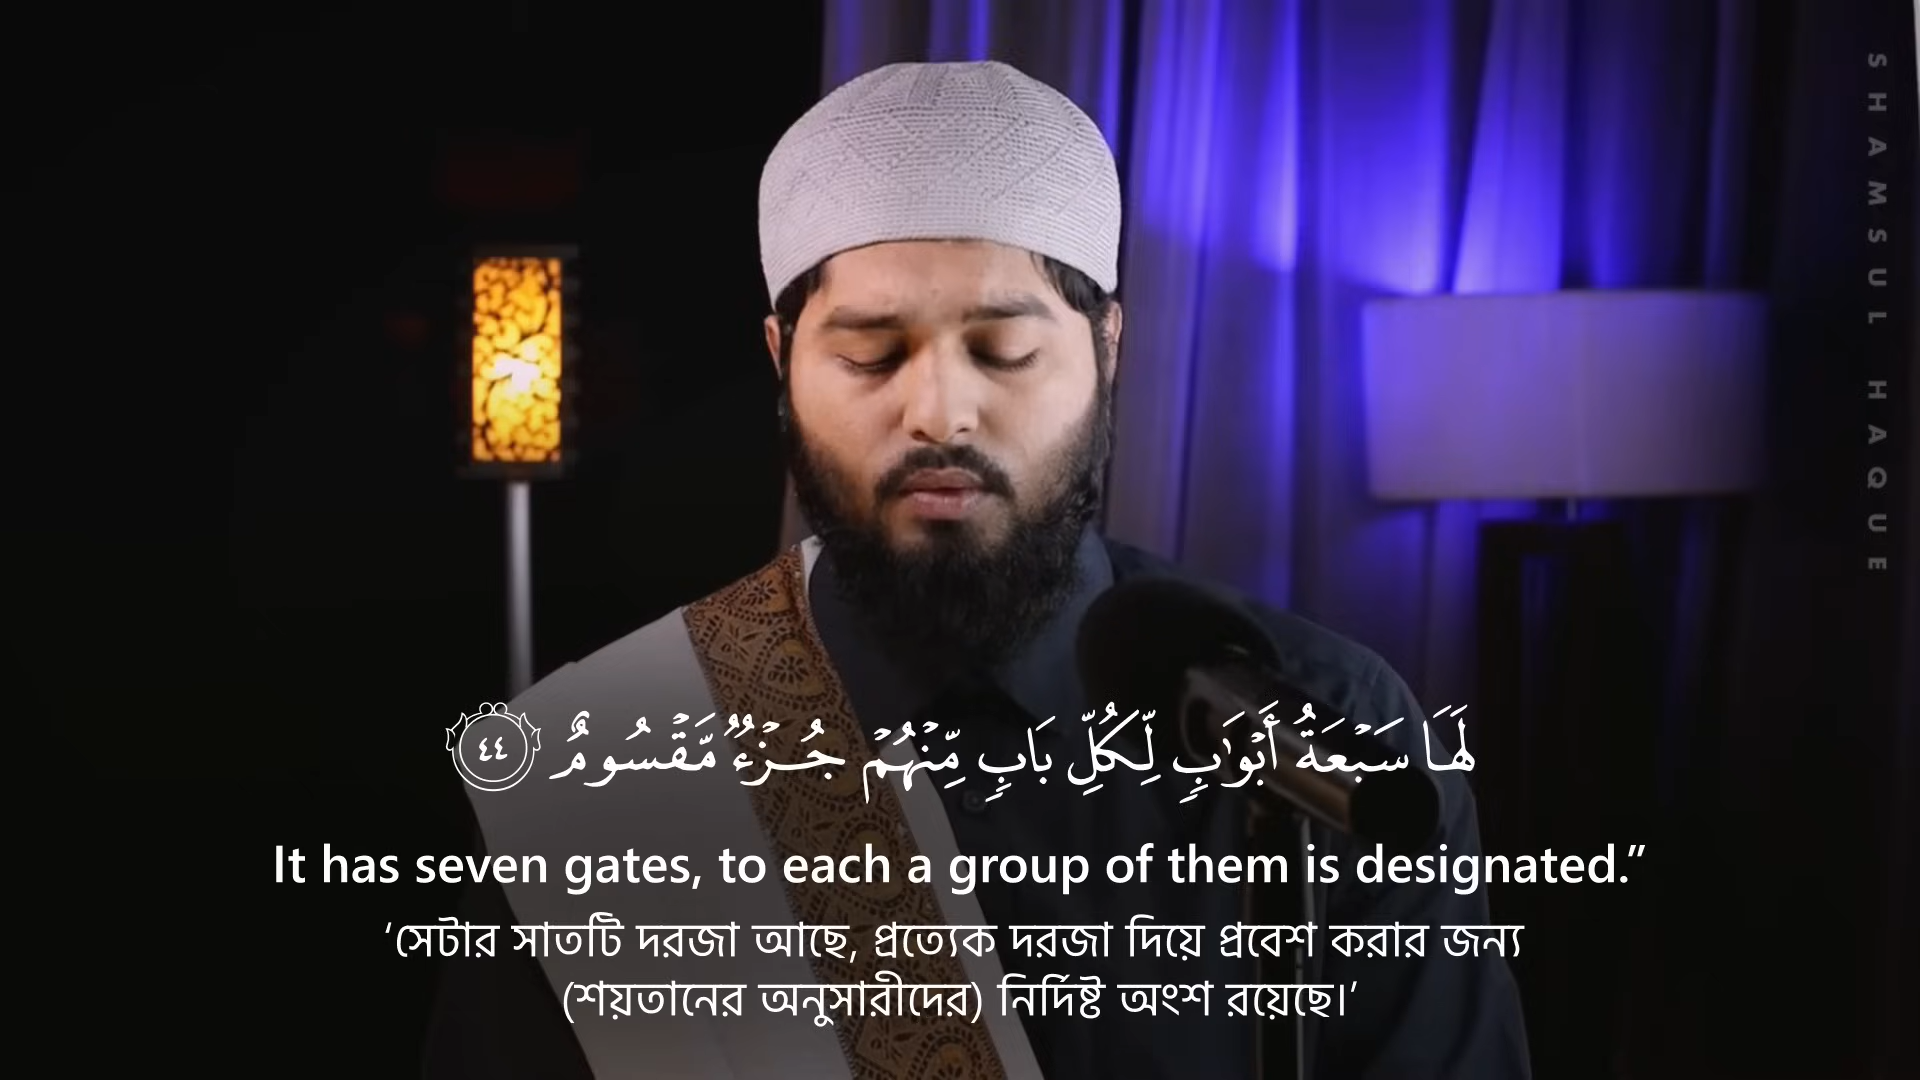 SHAMSUL HAQUE
لَهَا سَبْعَةُ أَبْوَٰبٍ لِّكُلِّ بَابٍ مِّنْهُمْ جُزْءٌ مَّقْسُومٌ ٤٤
It has seven gates, to each a group of them is designated.”
‘সেটার সাতটি দরজা আছে, প্রত্যেক দরজা দিয়ে প্রবেশ করার জন্য
(শয়তানের অনুসারীদের) নির্দিষ্ট অংশ রয়েছে।’